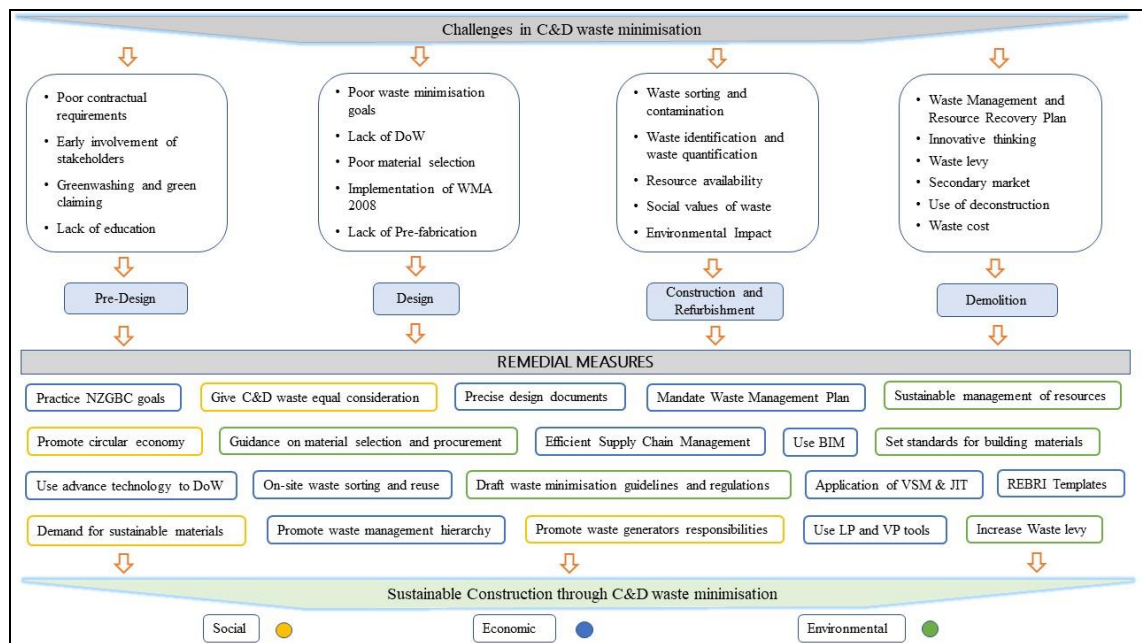 Challenges in C&D waste minimisation
Poor contractual
requirements
Early involvement of
stakeholders
Greenwashing and green
claiming
Lack of education
Poor waste minimisation
goals
Lack of DoW
Poor material selection
Implementation of WMA
2008
Lack of Pre-fabrication
Waste sorting and
contamination
Waste identification and
waste quantification
Resource availability
Social values of waste
Environmental Impact
Waste Management and
Resource Recovery Plan
Innovative thinking
Waste levy
Secondary market
Use of deconstruction
Waste cost
Pre-Design
Design
Construction and
Refurbishment
Demolition
REMEDIAL MEASURES
Practice NZGBC goals
Give C&D waste equal consideration
Precise design documents
Mandate Waste Management Plan
Sustainable management of resources
Promote circular economy
Guidance on material selection and procurement
Efficient Supply Chain Management
Use BIM
Set standards for building materials
Use advance technology to DoW
On-site waste sorting and reuse
Draft waste minimisation guidelines and regulations
Application of VSM & JIT
REBRI Templates
Demand for sustainable materials
Promote waste management hierarchy
Promote waste generators responsibilities
Use LP and VP tools
Increase Waste levy
Sustainable Construction through C&D waste minimisation
Social
Economic
Environmental